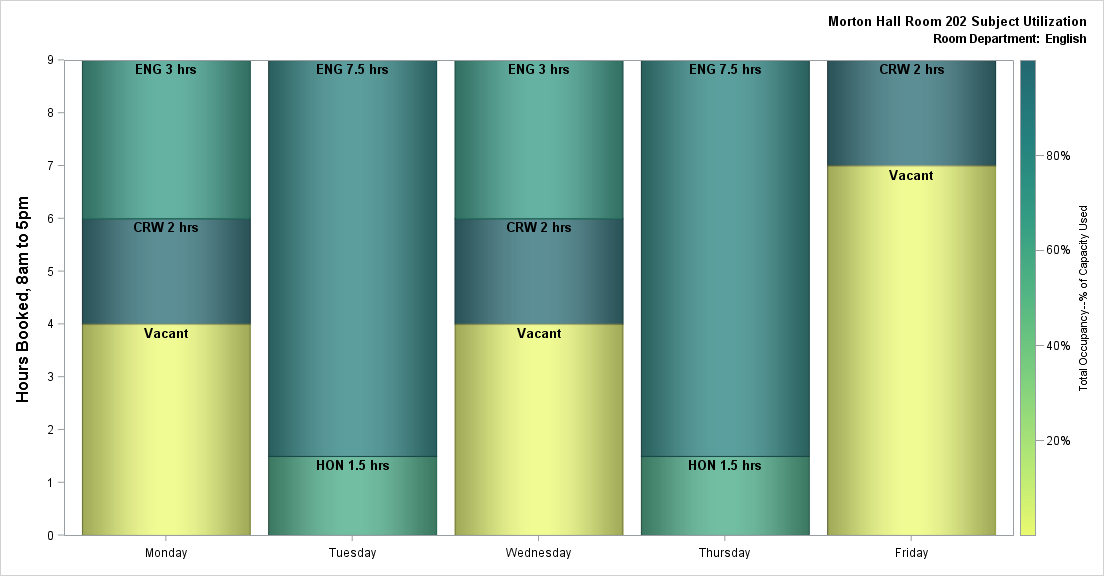 Morton Hall Room 202 Subject Utilization
Room Department: English
Hours Booked, 8am to 5pm
9
8
7
6
5
4
3
2
1
0
ENG 3 hrs
CRW 2 hrs
Vacant
ENG 7.5 hrs
HON 1.5 hrs
ENG 3 hrs
CRW 2 hrs
Vacant
ENG 7.5 hrs
HON 1.5 hrs
CRW 2 hrs
Vacant
Monday
Tuesday
Wednesday
Thursday
Friday
80%
60%
40%
20%
Total Occupancy--% of Capacity Used